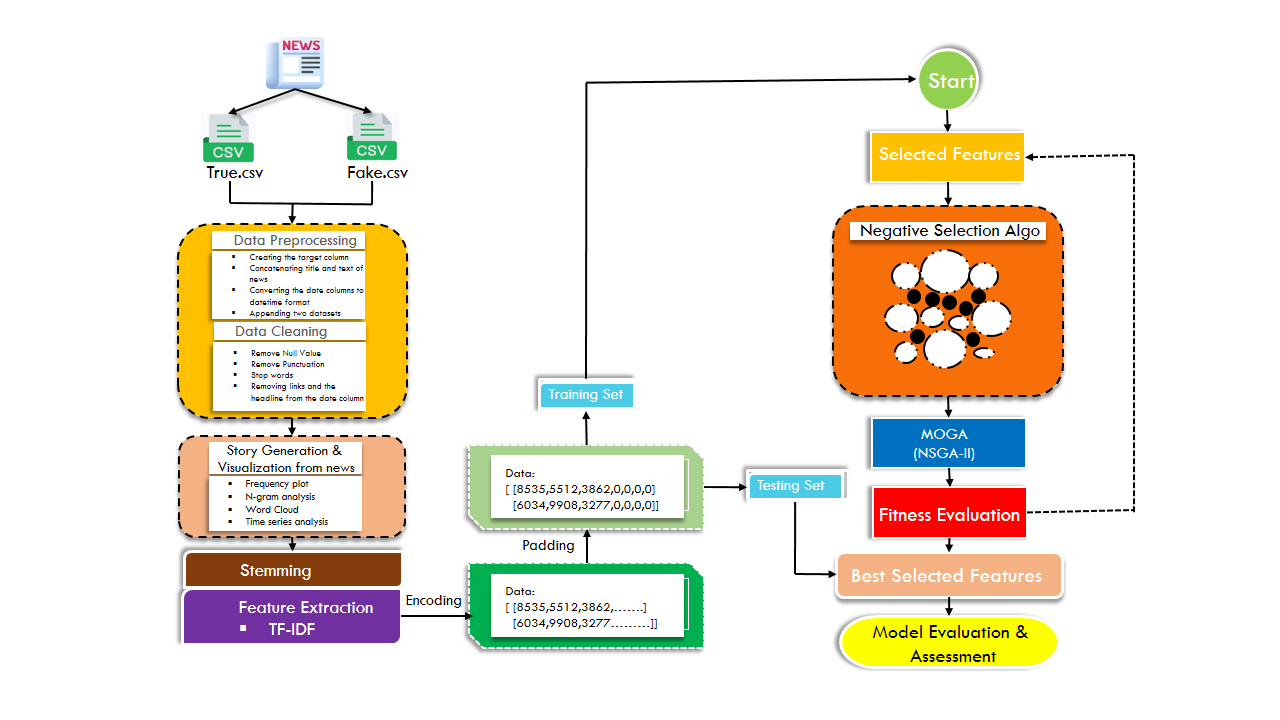 NEWS
CSV
CSV
True.csv
Fake.csv
Data Preprocessing
▪ Creating the target column
▪ Concatenating title and text of
news
▪ Converting the date columns to
datetime format
▪ Appending two datasets
Data Cleaning
▪ Remove Null Value
▪ Remove Punctuation
▪ Stop words
▪ Removing links and the
headline from the date column
Story Generation &
Visualization from news
▪ Frequency plot
▪ N-gram analysis
▪ Word Cloud
▪ Time series analysis
Stemming
Feature Extraction
▪ TF-IDF
Encoding
Data:
[ [8535,5512,3862,.......]
[6034,9908,3277.........]]
Padding
Data:
[ [8535,5512,3862,0,0,0,0]
[6034,9908,3277,0,0,0,0]]
Training Set
Testing Set
Start
Selected Features
Negative Selection Algo
MOGA
(NSGA-II)
Fitness Evaluation
Best Selected Features
Model Evaluation &
Assessment